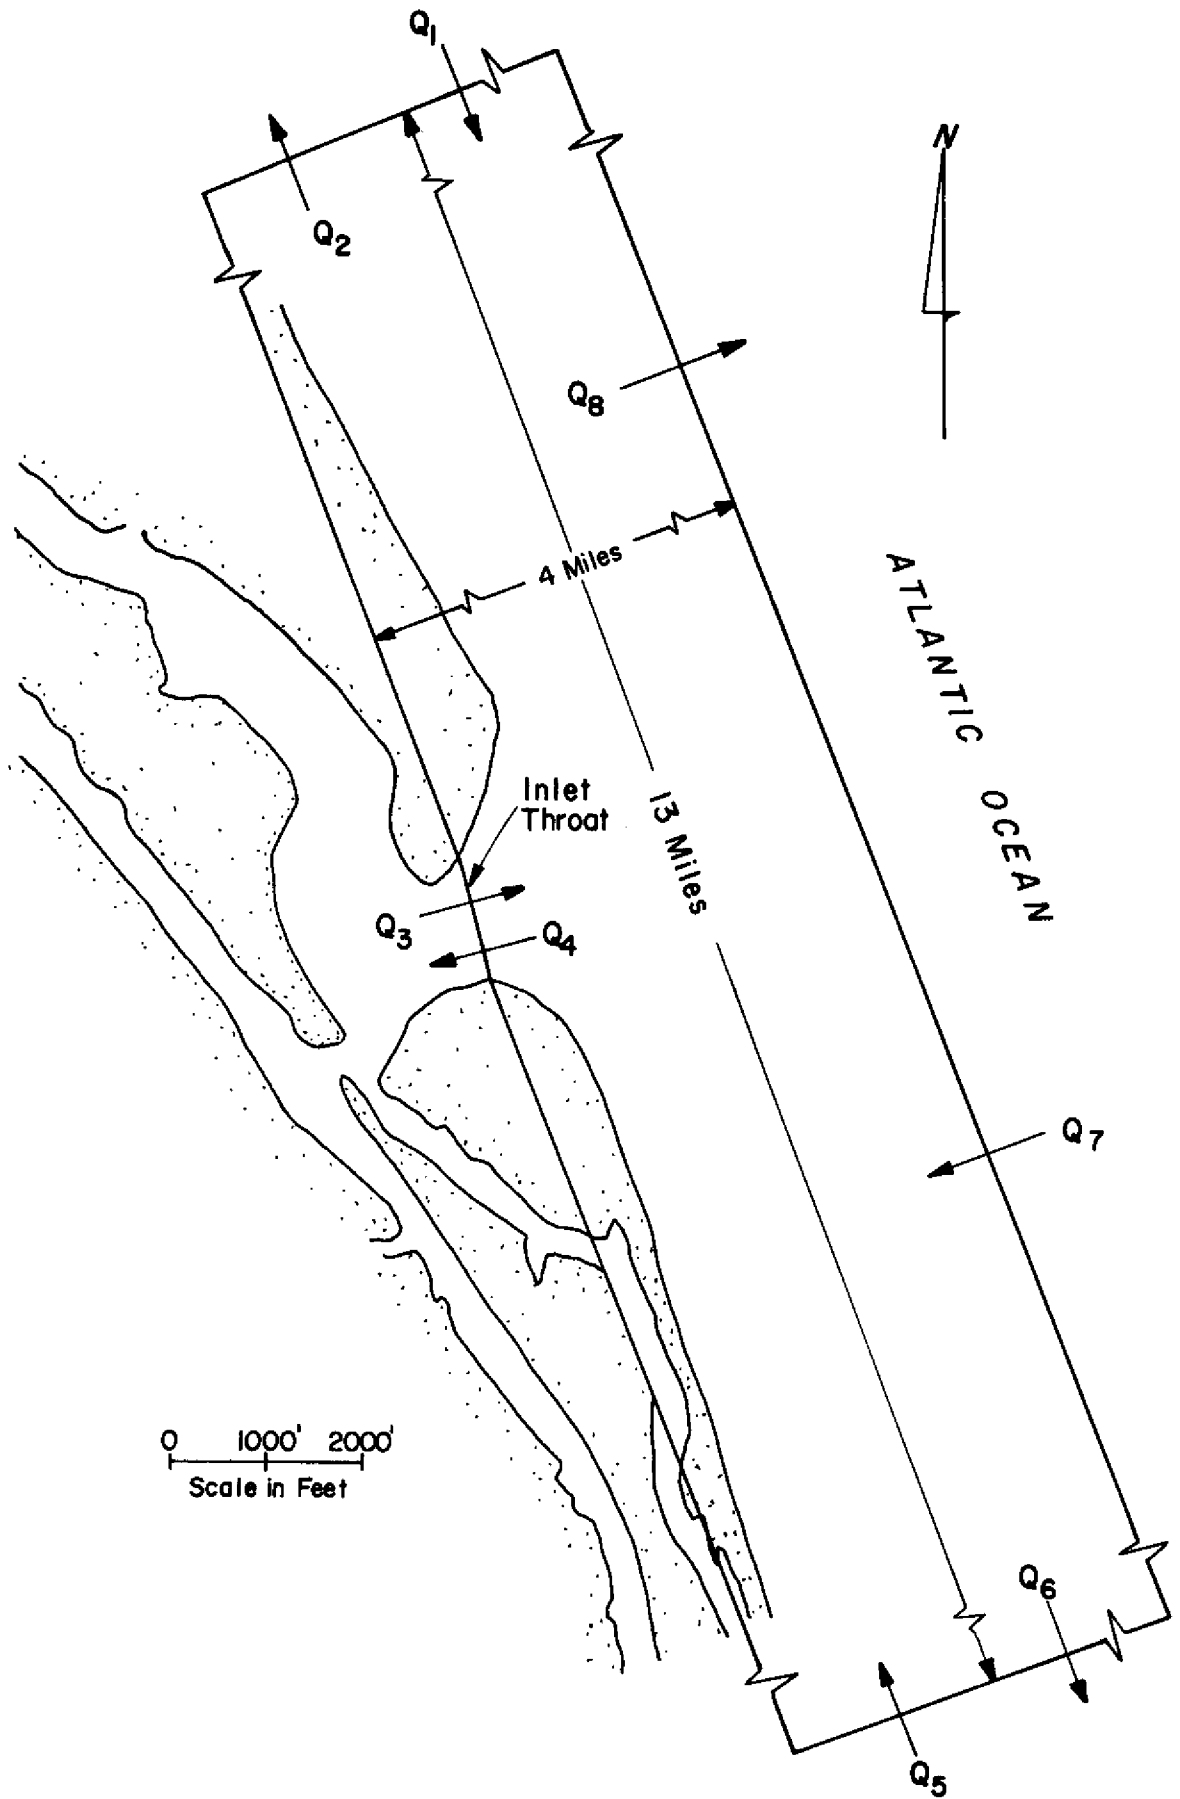 Q1
N
Q2
Q8
4 Miles
ATLANTIC OCEAN
Inlet
Throat
13 Miles
Q3
Q4
Q7
0 1000' 2000'
Scale in Feet
Q6
Q5